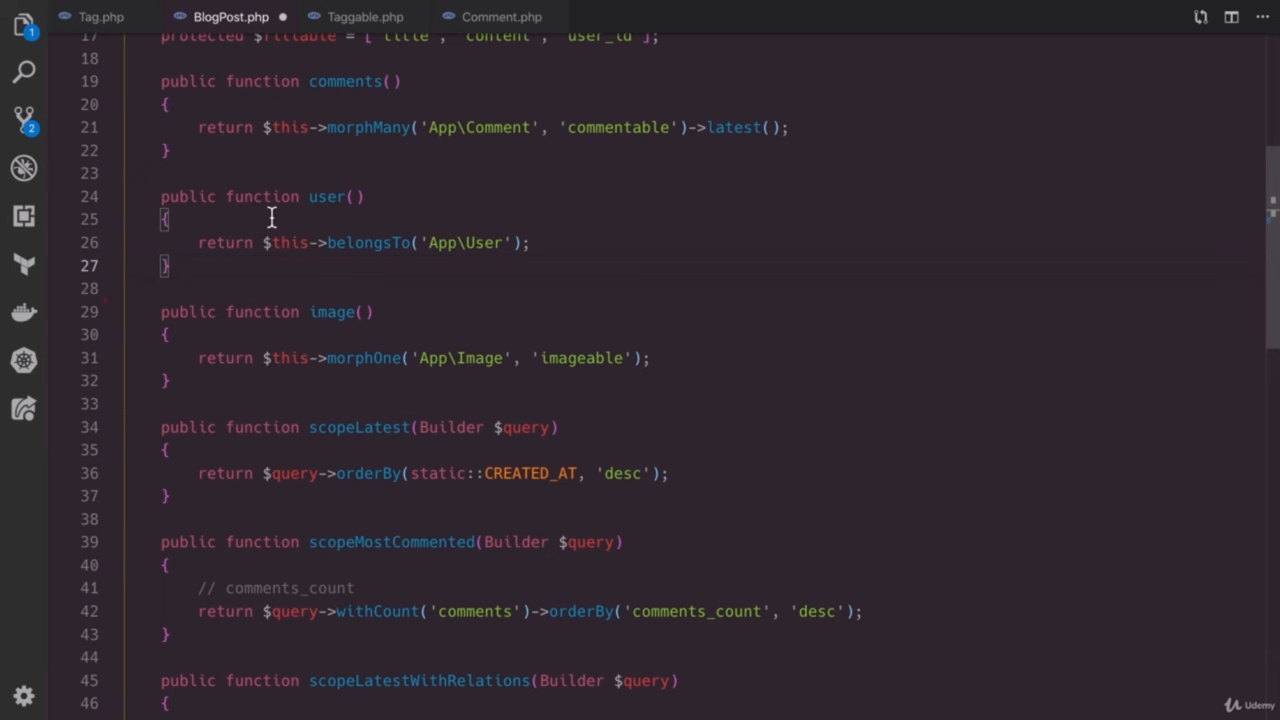 Tag.php BlogPost.php Taggable.php Comment.php
1
2
17 protected $fillable = ['title', 'content', 'user_id'];
18
19 public function comments()
20 {
21 return $this->morphMany('App\Comment', 'commentable')->latest();
22 }
23
24 public function user()
25 {
26 return $this->belongsTo('App\User');
27 }
28
29 public function image()
30 {
31 return $this->morphOne('App\Image', 'imageable');
32 }
33
34 public function scopeLatest(Builder $query)
35 {
36 return $query->orderBy(static::CREATED_AT, 'desc');
37 }
38
39 public function scopeMostCommented(Builder $query)
40 {
41 // comments_count
42 return $query->withCount('comments')->orderBy('comments_count', 'desc');
43 }
44
45 public function scopeLatestWithRelations(Builder $query)
46 {
Udemy